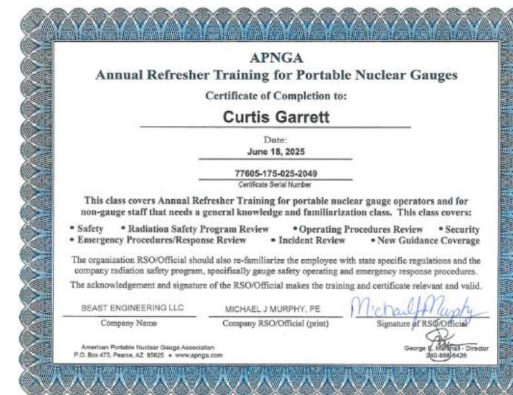 APNGA
Annual Refresher Training for Portable Nuclear Gauges
Certificate of Completion to:
Curtis Garrett
Date:
June 18, 2025
77605-175-025-2049
Certificate Serial Number
This class covers Annual Refresher Training for portable nuclear gauge operators and for
non-gauge staff that needs a general knowledge and familiarization class. This class covers:
• Safety • Radiation Safety Program Review • Operating Procedures Review • Security
• Emergency Procedures/Response Review • Incident Review • New Guidance Coverage
The organization RSO/Official should also re-familiarize the employee with state specific regulations and the
company radiation safety program, specifically gauge safety operating and emergency response procedures.
The acknowledgement and signature of the RSO/Official makes the training and certificate relevant and valid.
BEAST ENGINEERING LLC MICHAEL J MURPHY, PE Michael J Murphy
Company Name Company RSO/Official (print) Signature of RSO/Official
American Portable Nuclear Gauge Association
P.O. Box 475, Pearce, AZ 85625 • www.apnga.com
George E. Marshall - Director